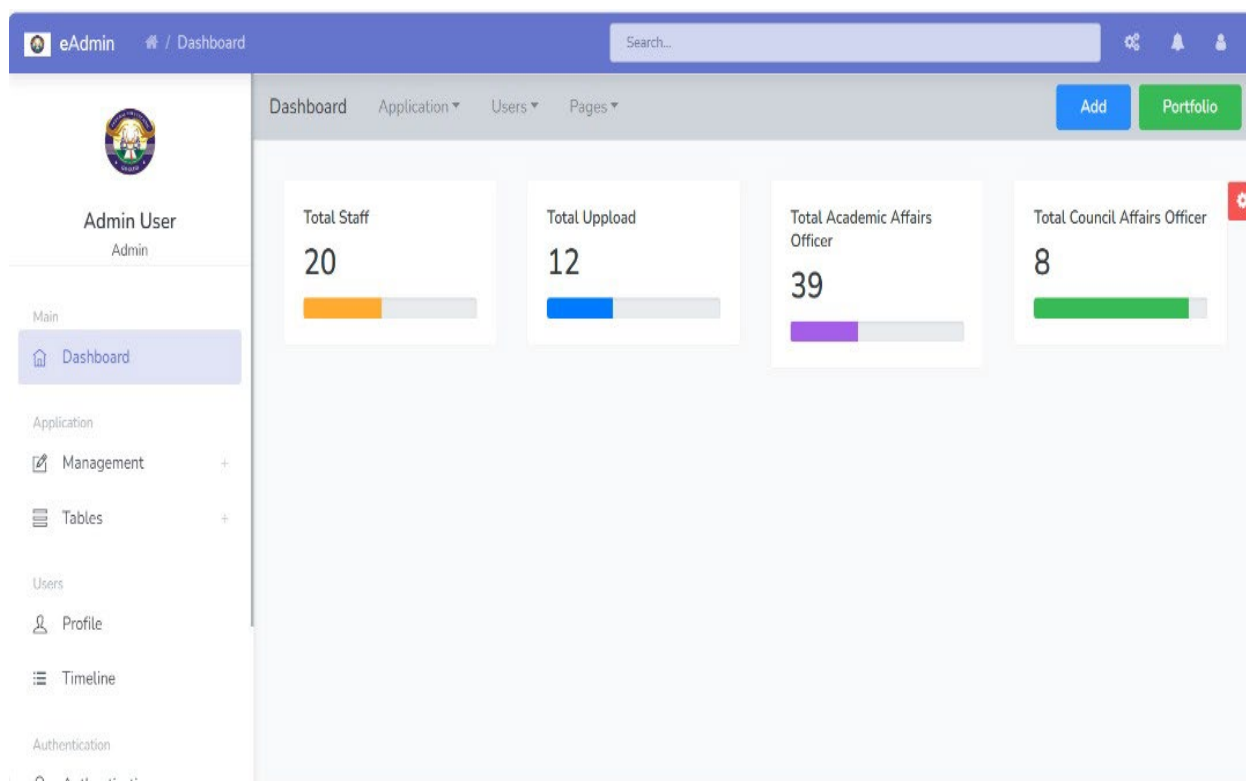 eAdmin
/ Dashboard
Search...
Admin User
Admin
Main
Dashboard
Application
Management
Tables
Users
Profile
Timeline
Authentication
Dashboard
Application
Users
Pages
Add
Portfolio
Total Staff
20
Total Uppload
12
Total Academic Affairs
Officer
39
Total Council Affairs Officer
8